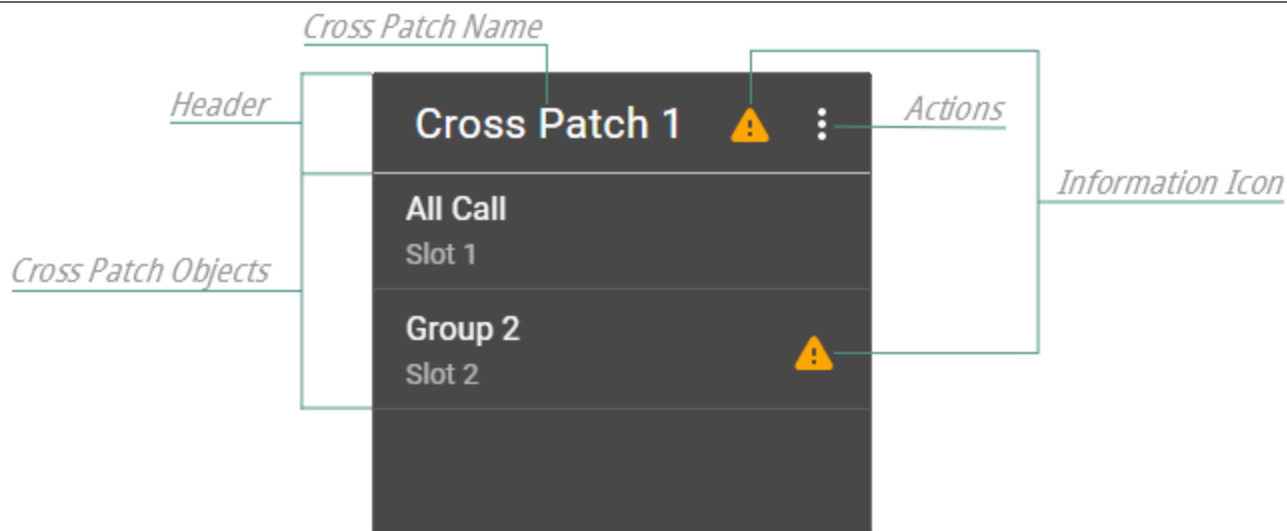 Cross Patch Name
Header
Cross Patch 1
Actions
Information Icon
All Call
Slot 1
Cross Patch Objects
Group 2
Slot 2